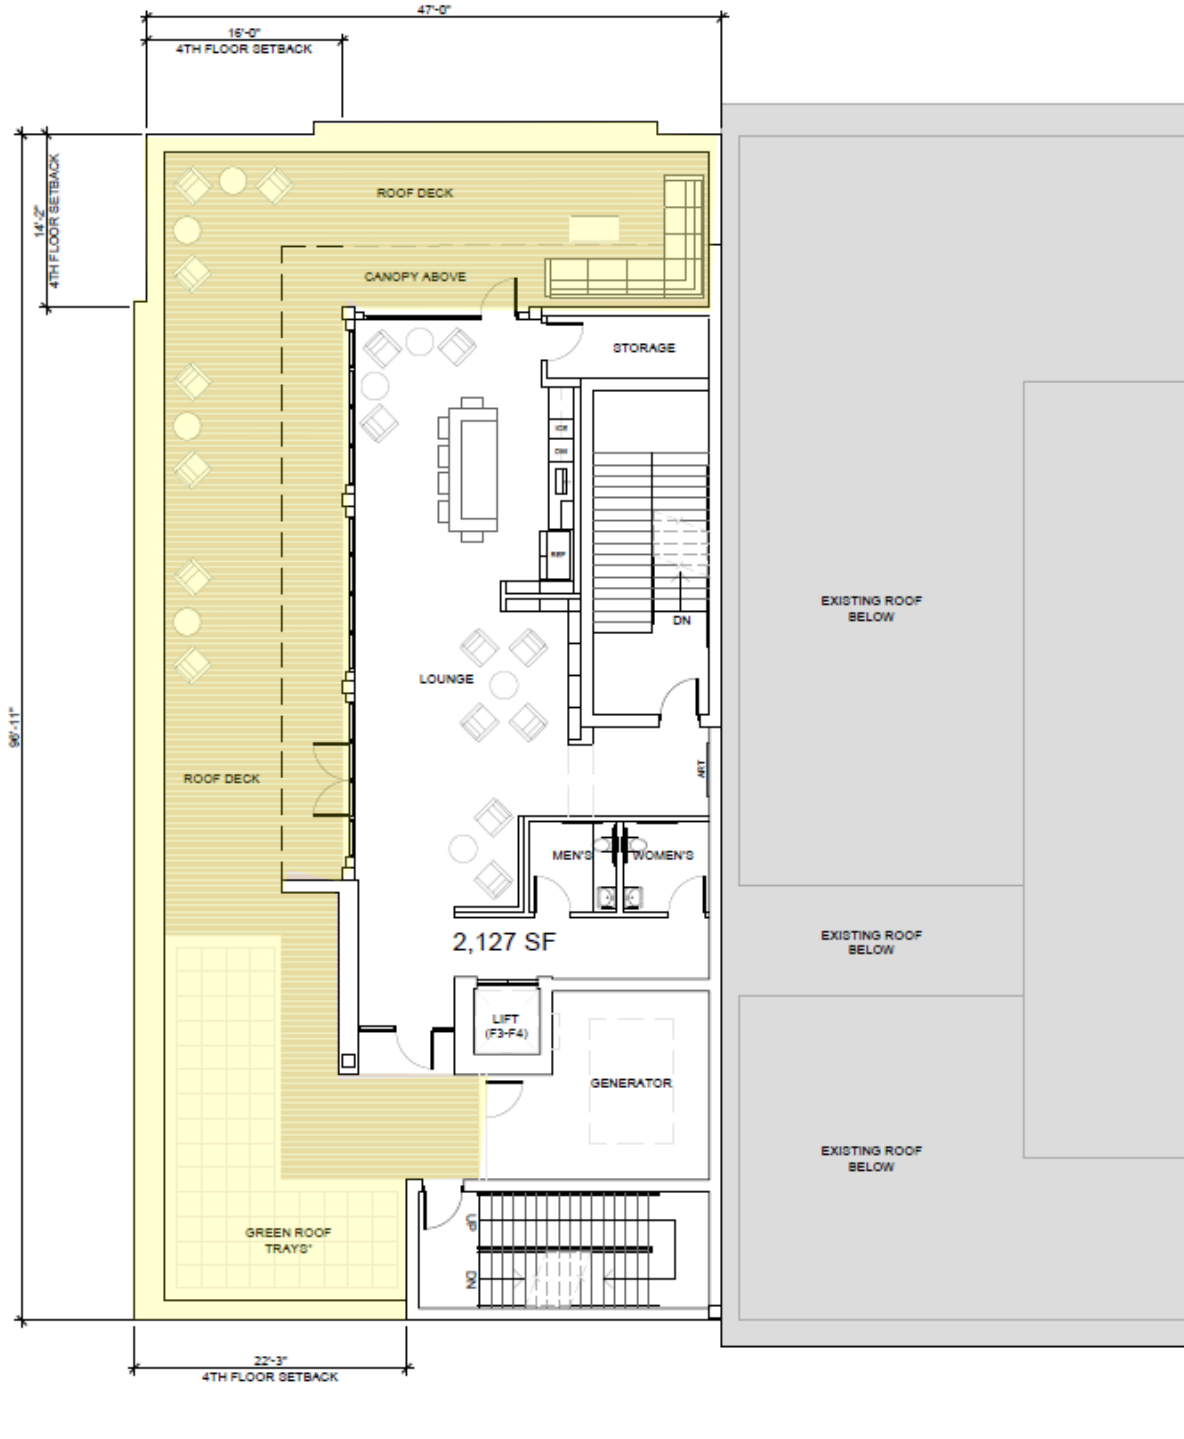 47'-0"
16'-0"
4TH FLOOR SETBACK
14'-2"
4TH FLOOR SETBACK
ROOF DECK
CANOPY ABOVE
STORAGE
ICE
DW
REF
EXISTING ROOF
BELOW
DN
LOUNGE
96'-11"
ROOF DECK
ART
MEN'S
WOMEN'S
2,127 SF
EXISTING ROOF
BELOW
LIFT
(F3-F4)
GENERATOR
EXISTING ROOF
BELOW
UP
GREEN ROOF
TRAYS*
DN
22'-3"
4TH FLOOR SETBACK